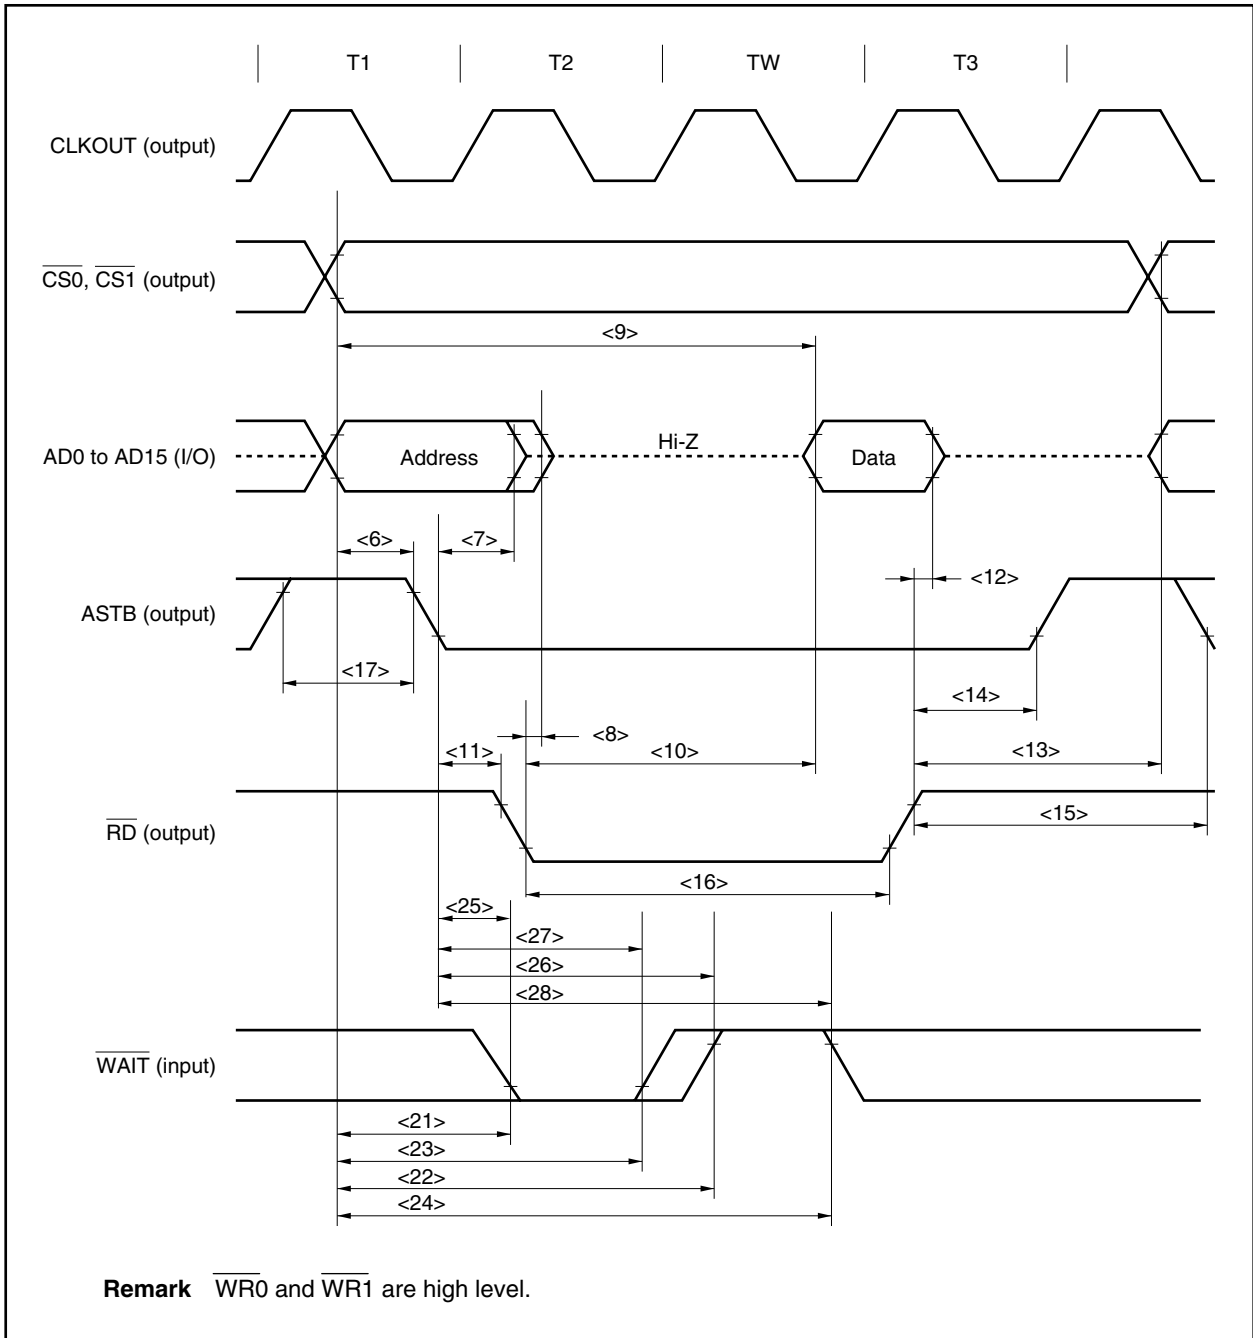 T1 T2 TW T3
CLKOUT (output)
CS0, CS1 (output)
<9>
AD0 to AD15 (I/O)
Address
Hi-Z
Data
<6>
<7>
<12>
ASTB (output)
<17>
<14>
<8>
<11>
<10>
<13>
RD (output)
<15>
<16>
<25>
<27>
<26>
<28>
WAIT (input)
<21>
<23>
<22>
<24>
Remark WR0 and WR1 are high level.